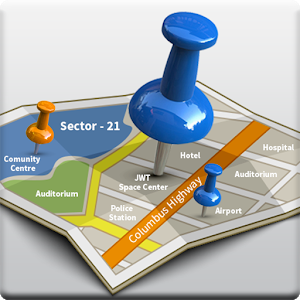 Sector - 21
Comunity
Centre
Auditorium
JWT
Space Center
Hotel
Hospital
Auditorium
Police
Station
Columbus Highway
Airport